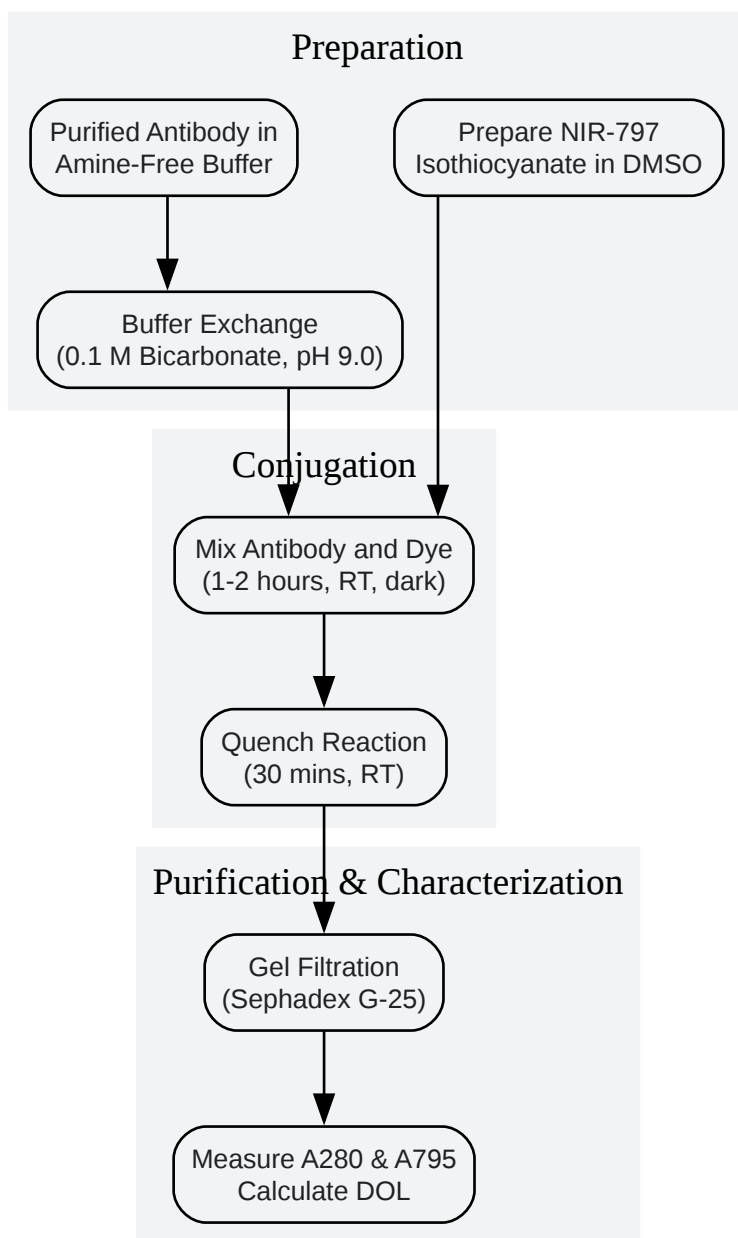 Preparation
Purified Antibody in
Amine-Free Buffer
Prepare NIR-797
Isothiocyanate in DMSO
Buffer Exchange
(0.1 M Bicarbonate, pH 9.0)
Conjugation
Mix Antibody and Dye
(1-2 hours, RT, dark)
Quench Reaction
(30 mins, RT)
Purification & Characterization
Gel Filtration
(Sephadex G-25)
Measure A280 & A795
Calculate DOL